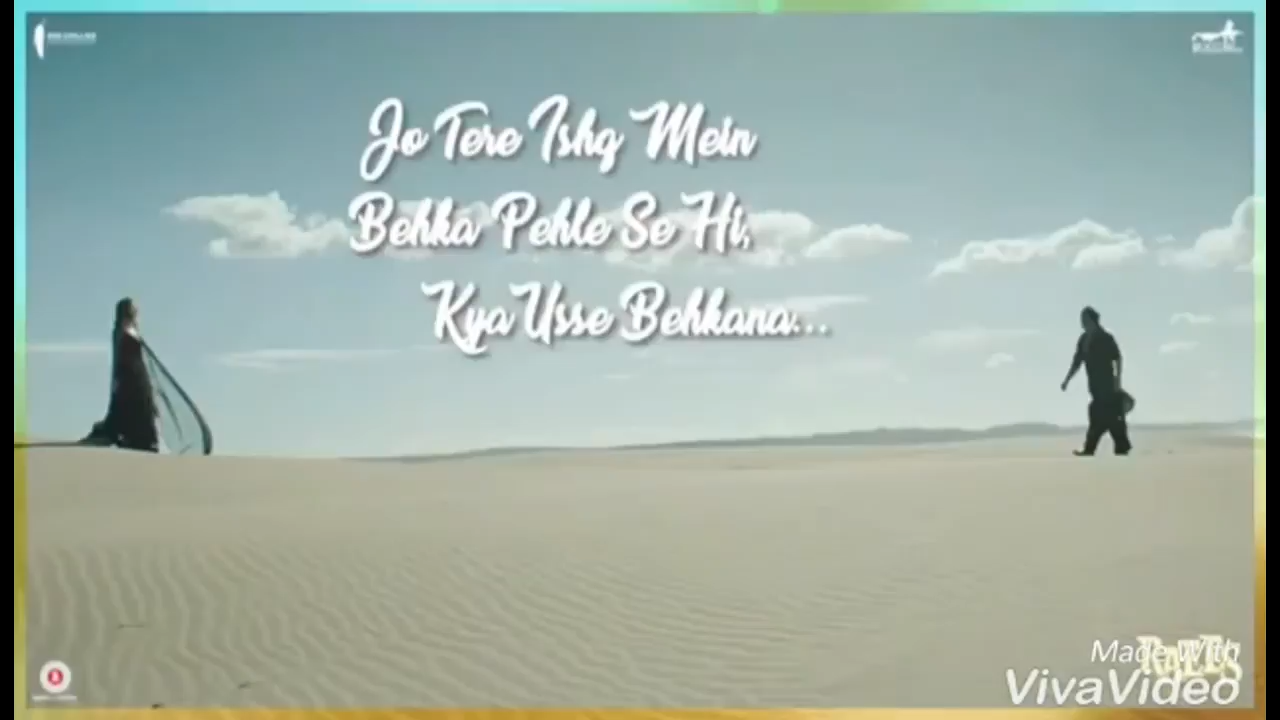 Jo Tere Ishq Mein
Behka Pehle Se Hi,
Kya Usse Behkana...
Made With
VivaVideo